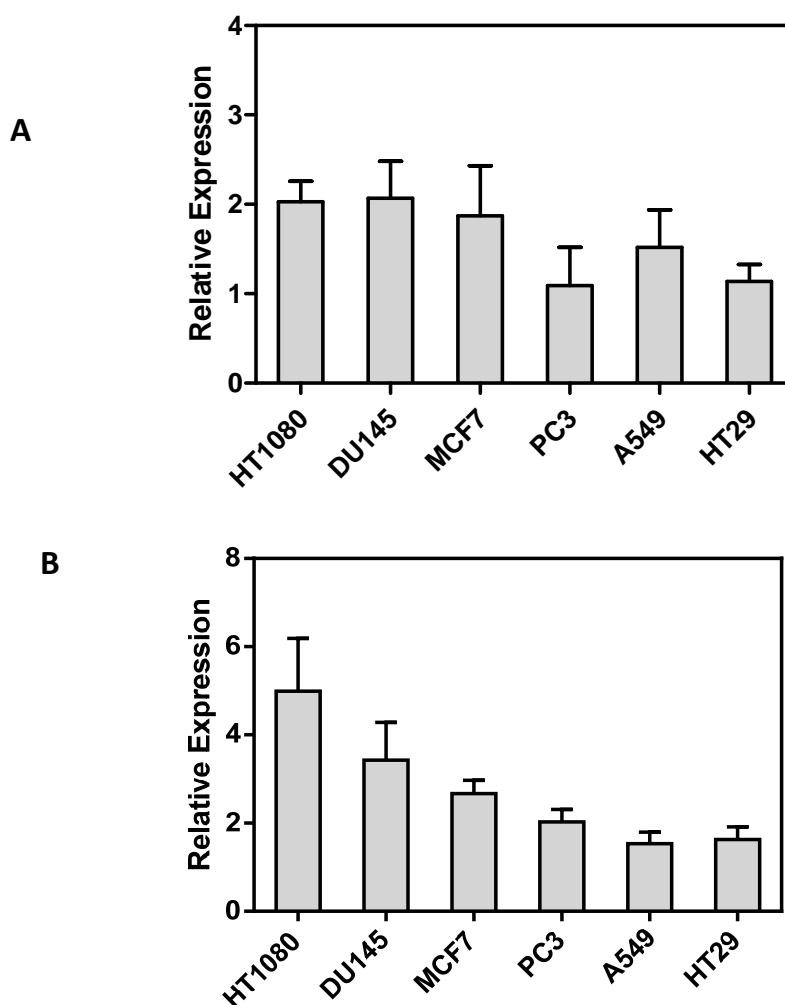 A
Relative Expression
4
3
2
1
0
HT1080 DU145 MCF7 PC3 A549 HT29
B
Relative Expression
8
6
4
2
0
HT1080 DU145 MCF7 PC3 A549 HT29